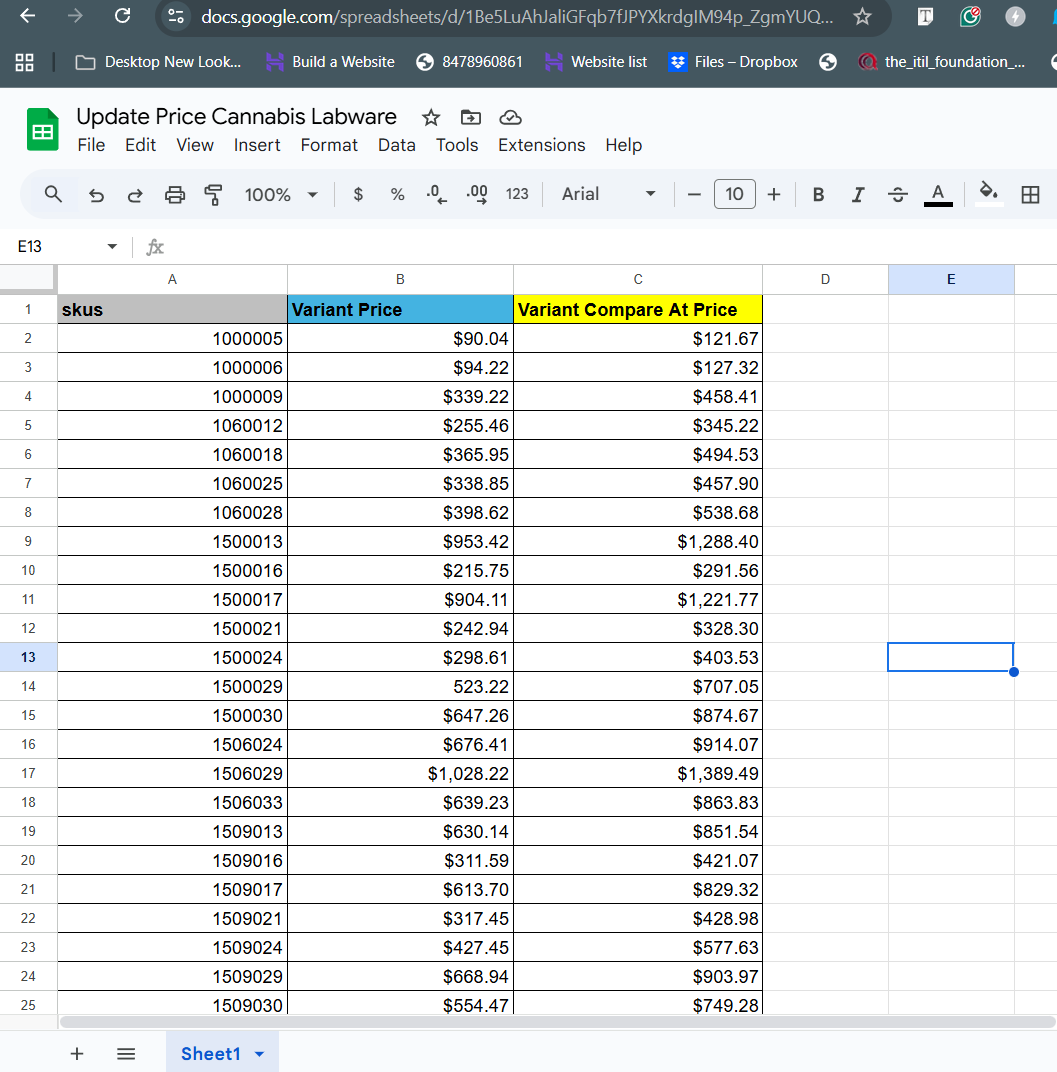 docs.google.com/spreadsheets/d/1Be5LuAhJaliGFqb7fJPYXkrdgIM94p_ZgmYUQ...
Desktop New Look... Build a Website 8478960861 Website list Files – Dropbox the_itil_foundation_...
Update Price Cannabis Labware
File Edit View Insert Format Data Tools Extensions Help
100% $ % .0 .00 123 Arial — 10 + B I S A
E13 fx
A B C D E
1 skus Variant Price Variant Compare At Price
2 1000005 $90.04 $121.67
3 1000006 $94.22 $127.32
4 1000009 $339.22 $458.41
5 1060012 $255.46 $345.22
6 1060018 $365.95 $494.53
7 1060025 $338.85 $457.90
8 1060028 $398.62 $538.68
9 1500013 $953.42 $1,288.40
10 1500016 $215.75 $291.56
11 1500017 $904.11 $1,221.77
12 1500021 $242.94 $328.30
13 1500024 $298.61 $403.53
14 1500029 523.22 $707.05
15 1500030 $647.26 $874.67
16 1506024 $676.41 $914.07
17 1506029 $1,028.22 $1,389.49
18 1506033 $639.23 $863.83
19 1509013 $630.14 $851.54
20 1509016 $311.59 $421.07
21 1509017 $613.70 $829.32
22 1509021 $317.45 $428.98
23 1509024 $427.45 $577.63
24 1509029 $668.94 $903.97
25 1509030 $554.47 $749.28
+ Sheet1